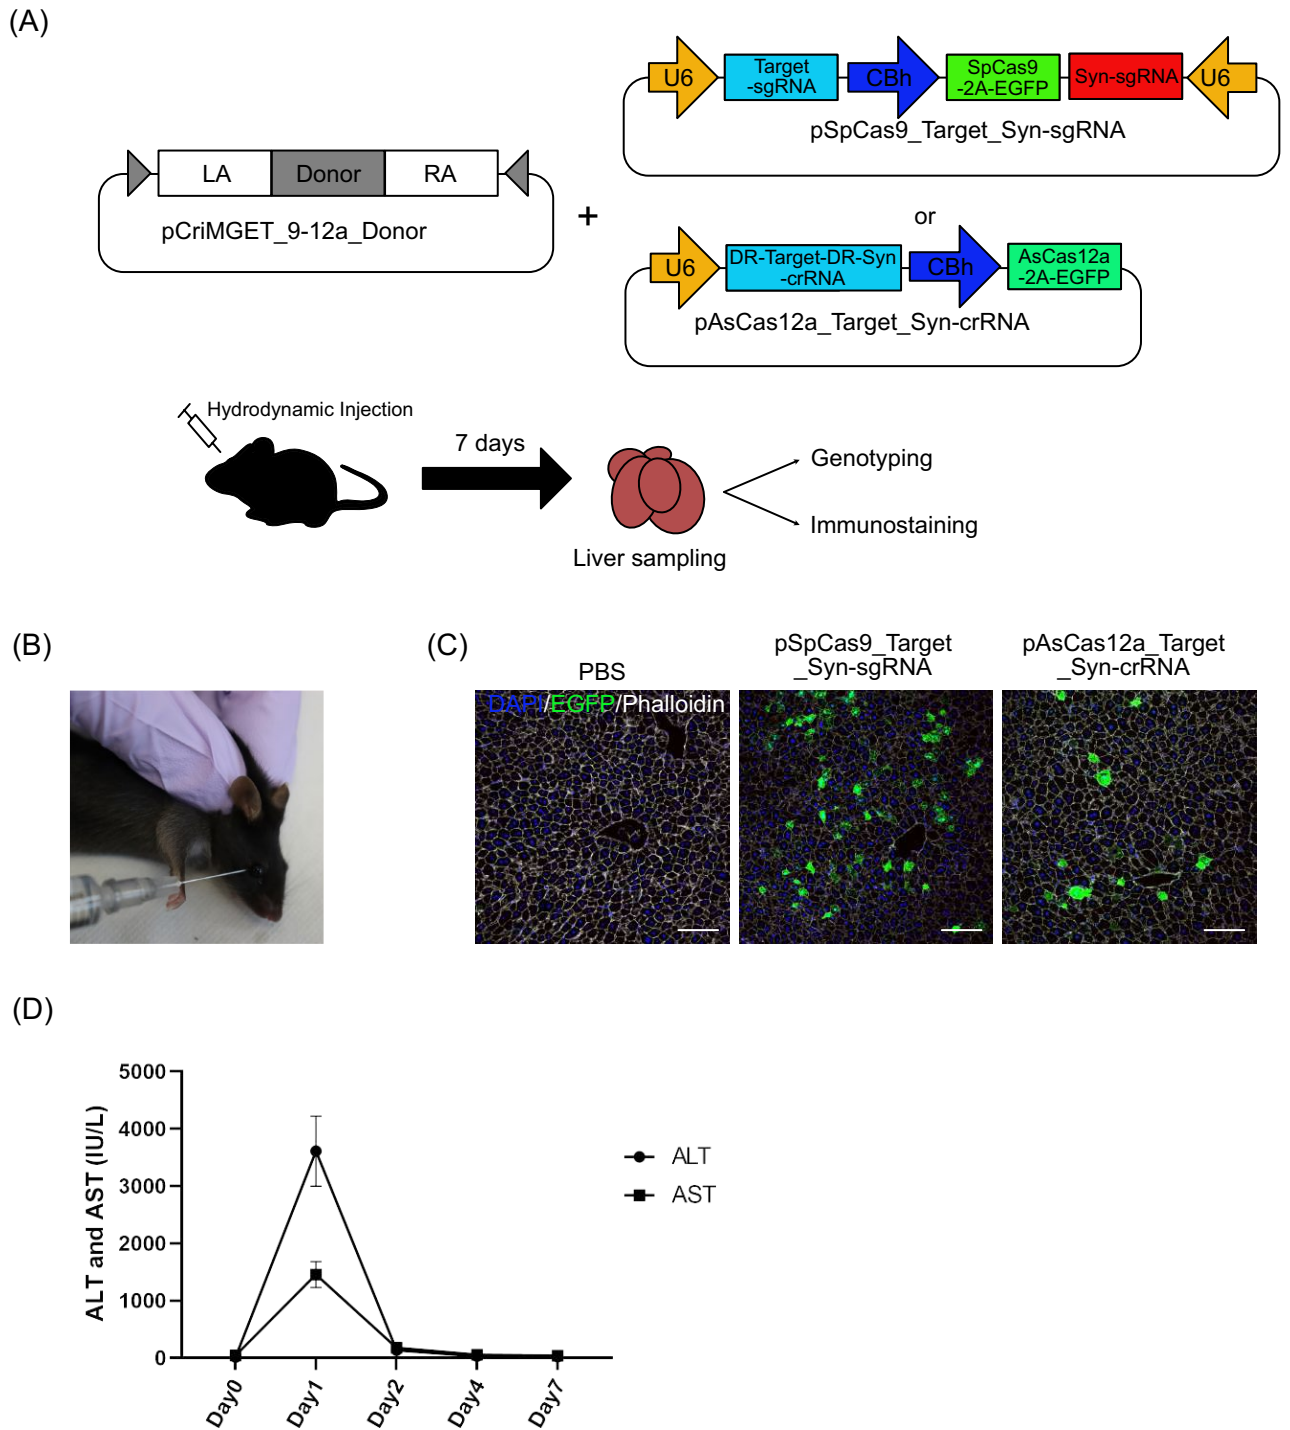 (A)
U6
Target
-sgRNA
CBh
SpCas9
-2A-EGFP
Syn-sgRNA
U6
pSpCas9_Target_Syn-sgRNA
LA
Donor
RA
pCriMGET_9-12a_Donor
+
or
U6
DR-Target-DR-Syn
-crRNA
CBh
AsCas12a
-2A-EGFP
pAsCas12a_Target_Syn-crRNA
Hydrodynamic Injection
7 days
Liver sampling
Genotyping
Immunostaining
(B)
(C)
PBS
pSpCas9_Target
_Syn-sgRNA
pAsCas12a_Target
_Syn-crRNA
DAPI/EGFP/Phalloidin
(D)
ALT and AST (IU/L)
5000
4000
3000
2000
1000
0
Day0
Day1
Day2
Day4
Day7
ALT
AST